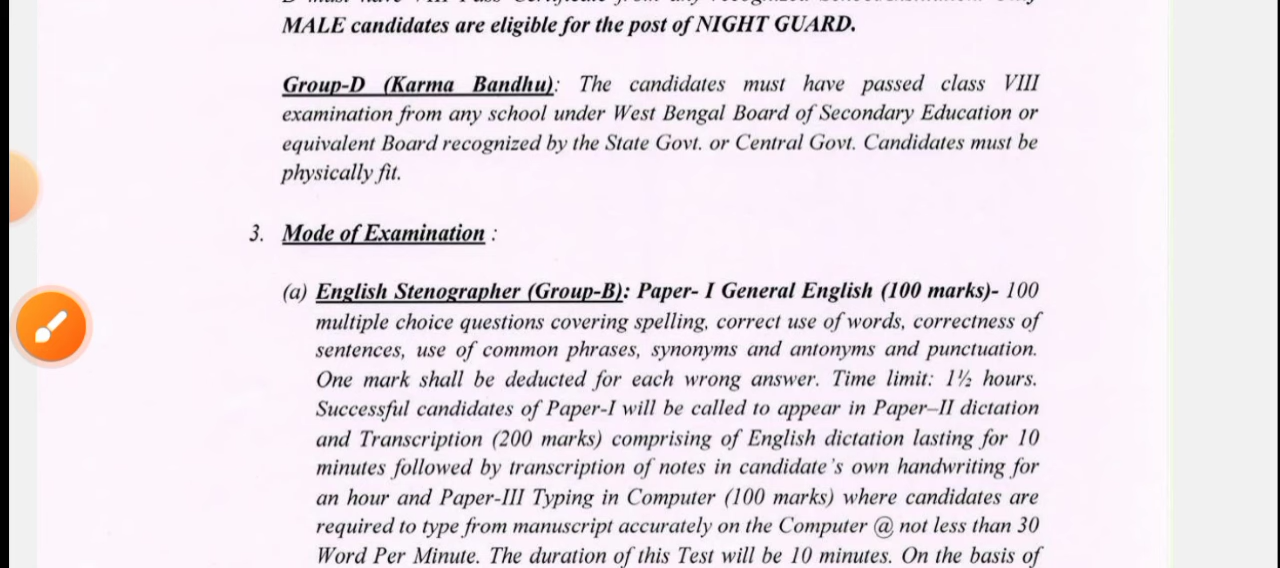 MALE candidates are eligible for the post of NIGHT GUARD.
Group-D (Karma Bandhu): The candidates must have passed class VIII
examination from any school under West Bengal Board of Secondary Education or
equivalent Board recognized by the State Govt. or Central Govt. Candidates must be
physically fit.
3. Mode of Examination :
(a) English Stenographer (Group-B): Paper- I General English (100 marks)- 100
multiple choice questions covering spelling, correct use of words, correctness of
sentences, use of common phrases, synonyms and antonyms and punctuation.
One mark shall be deducted for each wrong answer. Time limit: 1½ hours.
Successful candidates of Paper-I will be called to appear in Paper–II dictation
and Transcription (200 marks) comprising of English dictation lasting for 10
minutes followed by transcription of notes in candidate's own handwriting for
an hour and Paper-III Typing in Computer (100 marks) where candidates are
required to type from manuscript accurately on the Computer @ not less than 30
Word Per Minute. The duration of this Test will be 10 minutes. On the basis of